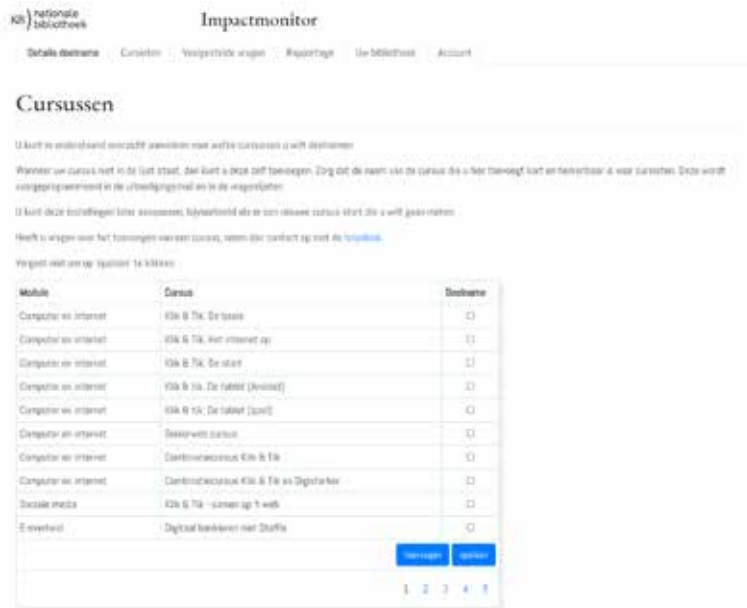 KB nationale
bibliotheek
Impactmonitor
Details deelname Cursisten Veelgestelde vragen Rapportage Uw bibliotheek Account
Cursussen
U kunt in onderstaand overzicht aanvinken voor welke cursussen u wilt deelnemen
Wanneer uw cursus niet in de lijst staat, dan kunt u deze zelf toevoegen. Zorg dat de naam van de cursus die u hier toevoegt kort en herkenbaar is voor cursisten. Deze wordt
voorgeprogrammeerd in de uitnodigingsmail en in de vragenlijsten.
U kunt deze instellingen later aanpassen, bijvoorbeeld als er een nieuwe cursus start die u wilt gaan meten
Heeft u vragen over het toevoegen van een cursus, neem dan contact op met de helpdesk.
Vergeet niet om op 'opslaan' te klikken
Module Cursus Deelname
Computer en internet Klik & Tik. De basis
Computer en internet Klik & Tik. Het internet op
Computer en internet Klik & Tik. De start
Computer en internet Klik & tik. De tablet (Android)
Computer en internet Klik & tik. De tablet (Ipad)
Computer en internet Seniorweb cursus
Computer en internet Combinatiecursus Klik & Tik
Computer en internet Combinatiecursus Klik & Tik en Digisterker
Sociale media Klik & Tik - samen op 't web
E-overheid Digitaal bankieren met Steffie
toevoegen opslaan
1 2 3 4 5